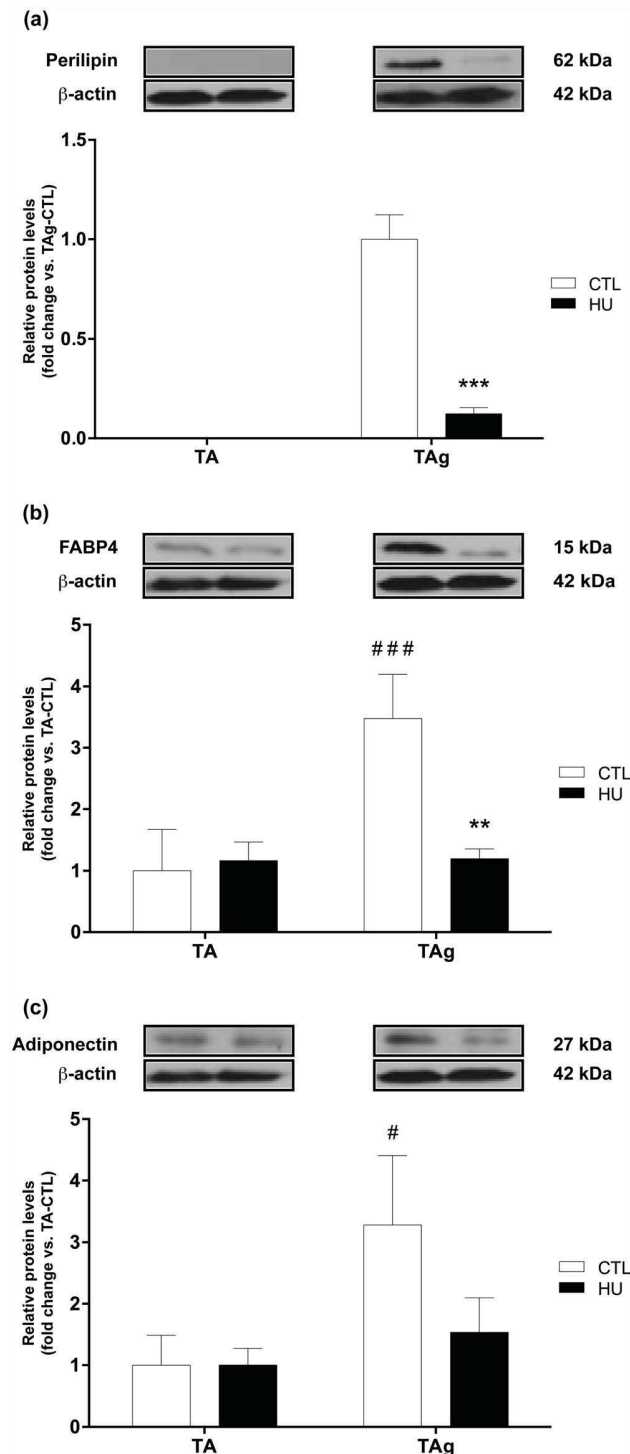 (a)
Perilipin 62 kDa
β-actin 42 kDa
1.5
1.0
0.5
0.0
Relative protein levels
(fold change vs. TAg-CTL)
***
CTL
HU
TA TAg
(b)
FABP4 15 kDa
β-actin 42 kDa
5
4
3
2
1
0
Relative protein levels
(fold change vs. TA-CTL)
# # #
**
CTL
HU
TA TAg
(c)
Adiponectin 27 kDa
β-actin 42 kDa
5
4
3
2
1
0
Relative protein levels
(fold change vs. TA-CTL)
#
CTL
HU
TA TAg